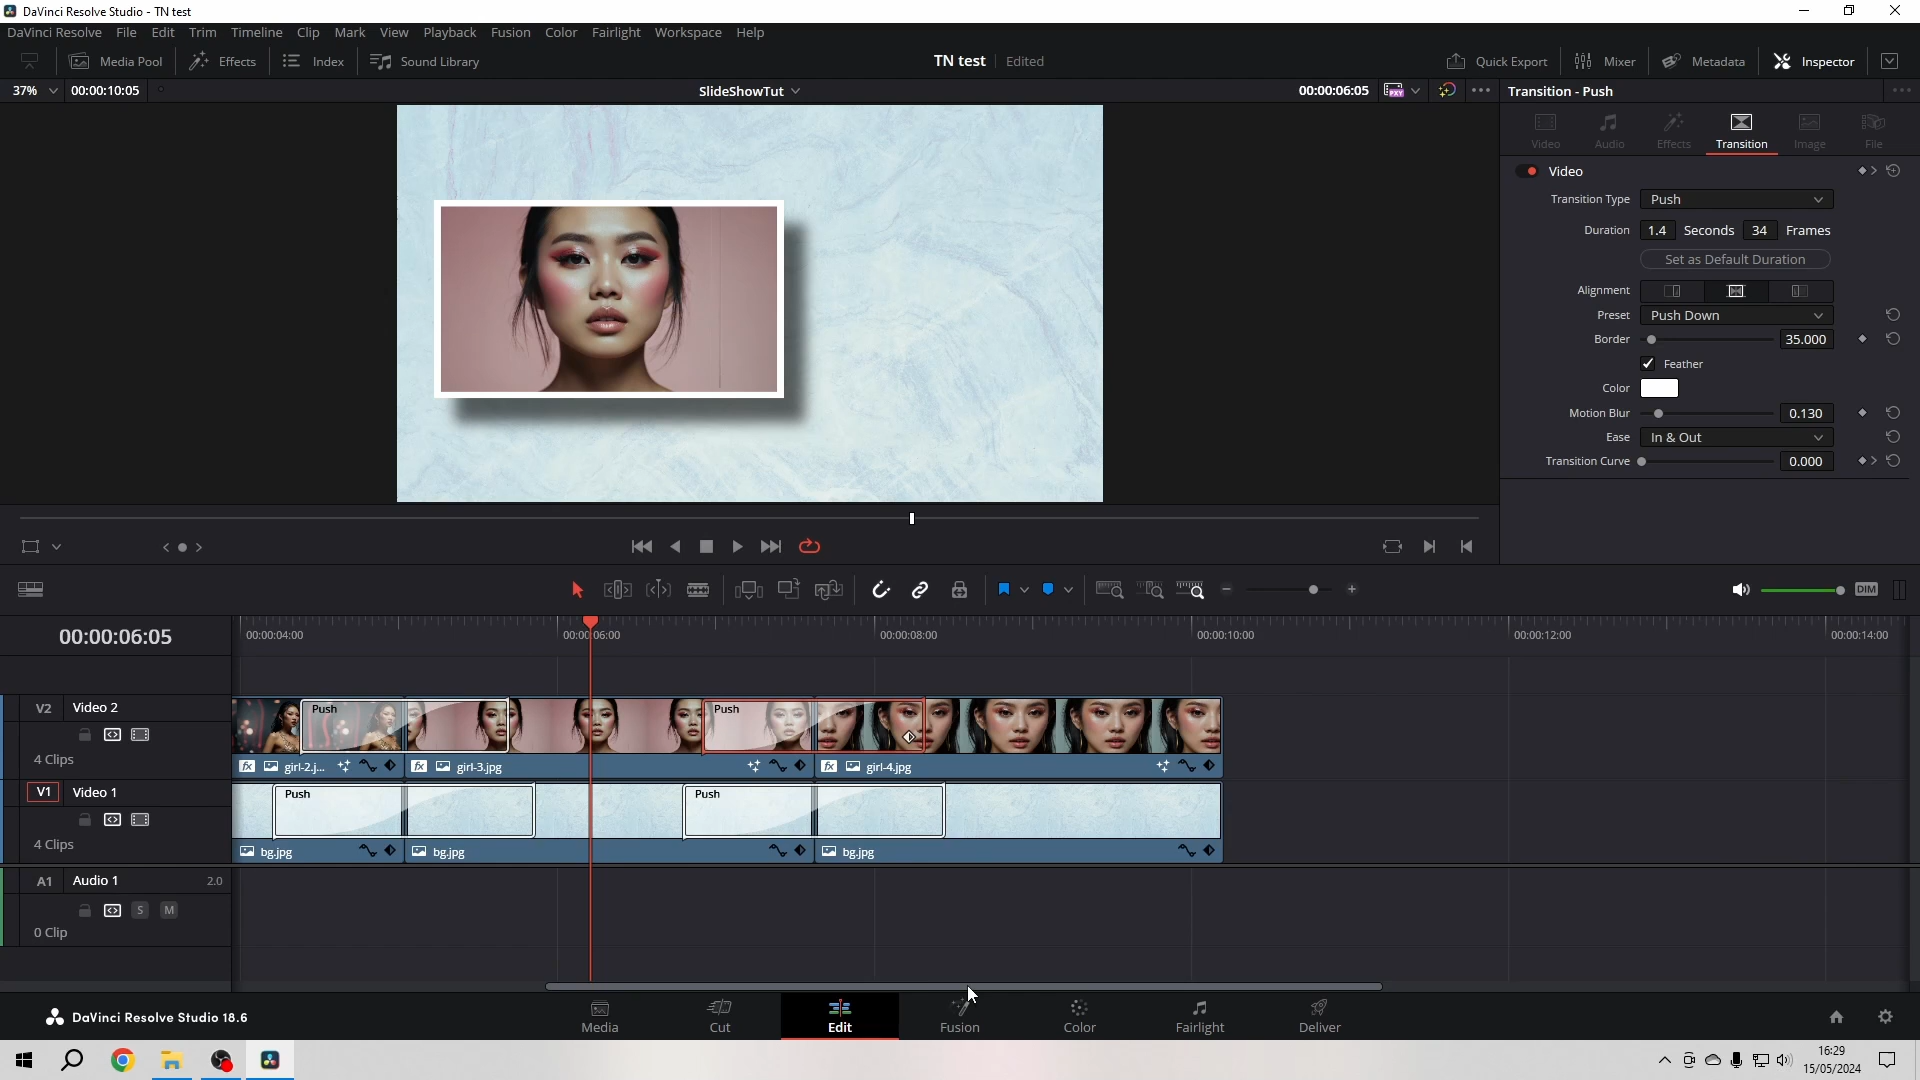 DaVinci Resolve Studio - TN test
DaVinci Resolve File Edit Trim Timeline Clip Mark View Playback Fusion Color Fairlight Workspace Help
Media Pool Effects Index Sound Library TN test Edited Quick Export Mixer Metadata Inspector
37% 00:00:10:05 SlideShowTut 00:00:06:05 PXY Transition - Push
Video Audio Effects Transition Image File
Video
Transition Type Push
Duration 1.4 Seconds 34 Frames
Set as Default Duration
Alignment
Preset Push Down
Border 35.000
Feather
Color
Motion Blur 0.130
Ease In & Out
Transition Curve 0.000
DIM
00:00:06:05
00:00:04:00 00:00:06:00 00:00:08:00 00:00:10:00 00:00:12:00 00:00:14:00
V2 Video 2
4 Clips
Push Push
fx girl-2.j... fx girl-3.jpg fx girl-4.jpg
V1 Video 1
4 Clips
Push Push
bg.jpg bg.jpg bg.jpg
A1 Audio 1 2.0
S M
0 Clip
DaVinci Resolve Studio 18.6
Media Cut Edit Fusion Color Fairlight Deliver
16:29
15/05/2024